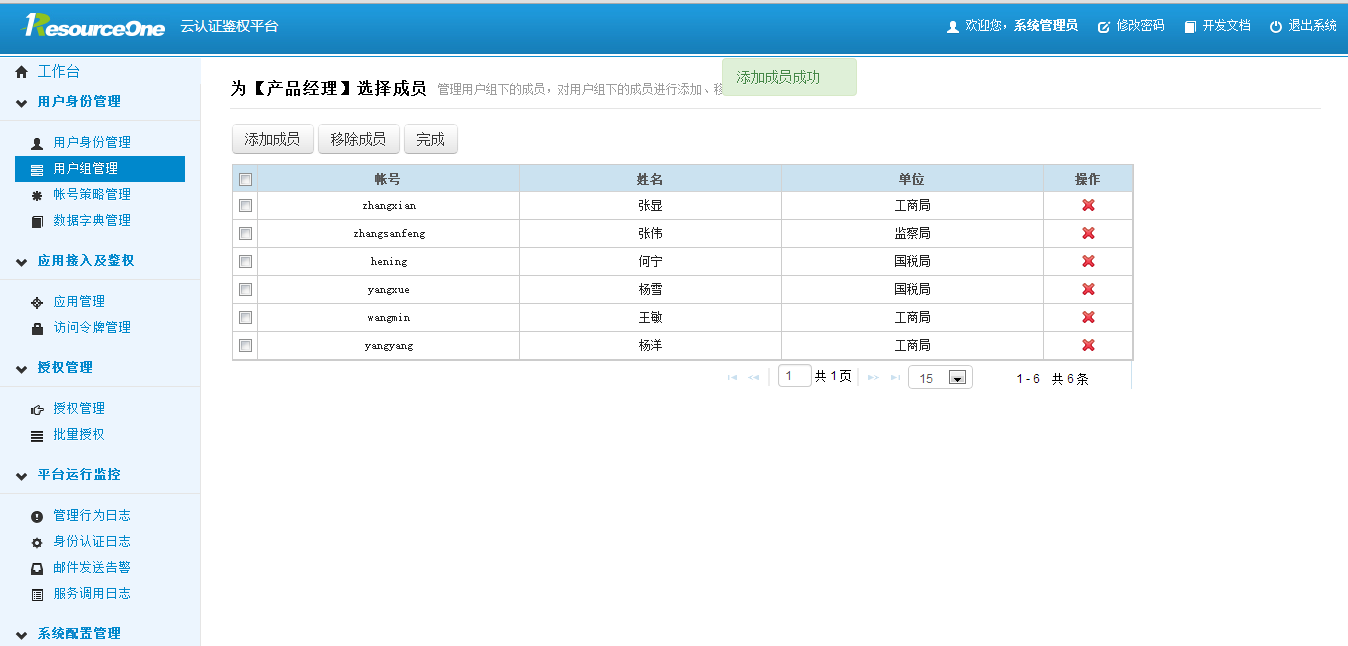 1ResourceOne 云认证鉴权平台
欢迎您，系统管理员 修改密码 开发文档 退出系统
工作台
用户身份管理
用户身份管理
用户组管理
帐号策略管理
数据字典管理
应用接入及鉴权
应用管理
访问令牌管理
授权管理
授权管理
批量授权
平台运行监控
管理行为日志
身份认证日志
邮件发送告警
服务调用日志
系统配置管理
添加成员成功
为【产品经理】选择成员 管理用户组下的成员，对用户组下的成员进行添加、移
添加成员 移除成员 完成
帐号 姓名 单位 操作
zhangxian 张显 工商局
zhangsanfeng 张伟 监察局
hening 何宁 国税局
yangxue 杨雪 国税局
wangmin 王敏 工商局
yangyang 杨洋 工商局
1 共 1 页 15 1 - 6 共 6 条